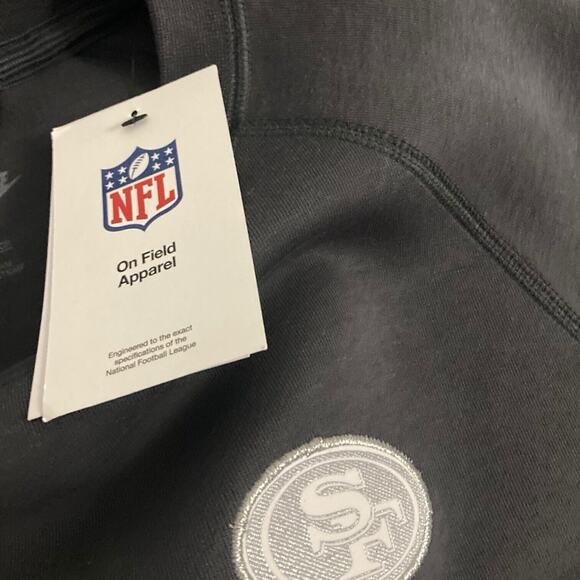 NFL
On Field
Apparel
Engineered to the exact
specifications of the
National Football League
SF